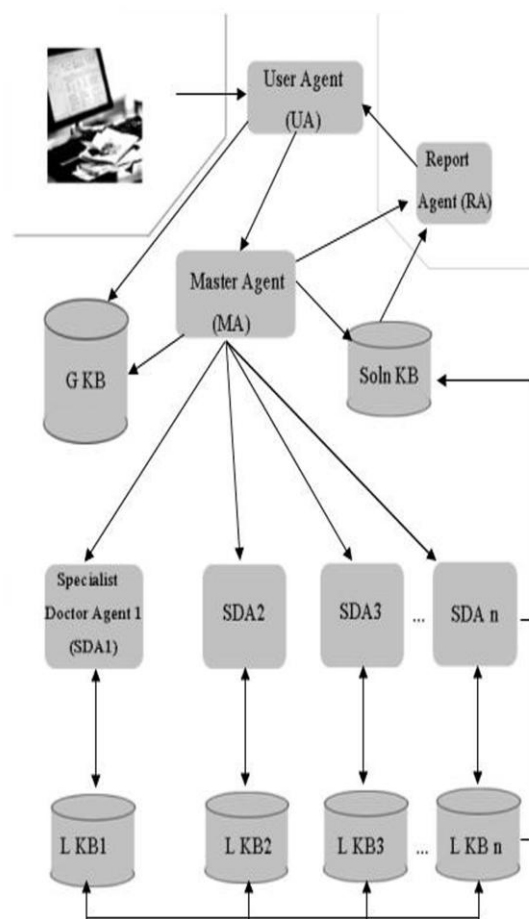 User Agent
(UA)
Report
Agent (RA)
Master Agent
(MA)
G KB
Soln KB
Specialist
Doctor Agent 1
(SDA1)
SDA2
SDA3
...
SDA n
L KB1
L KB2
L KB3
...
L KB n